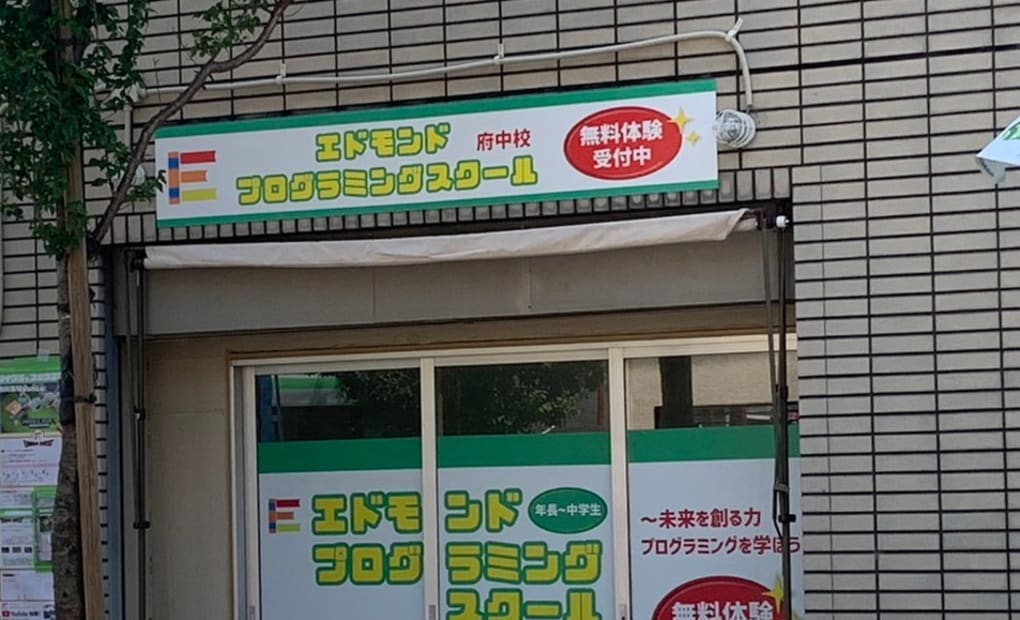 エドモンド
府中校
プログラミングスクール
無料体験
受付中
エドモンド
年長~中学生
プログラミング
スクール
~未来を創る力
プログラミングを学ぼう
無料体験
YouTube